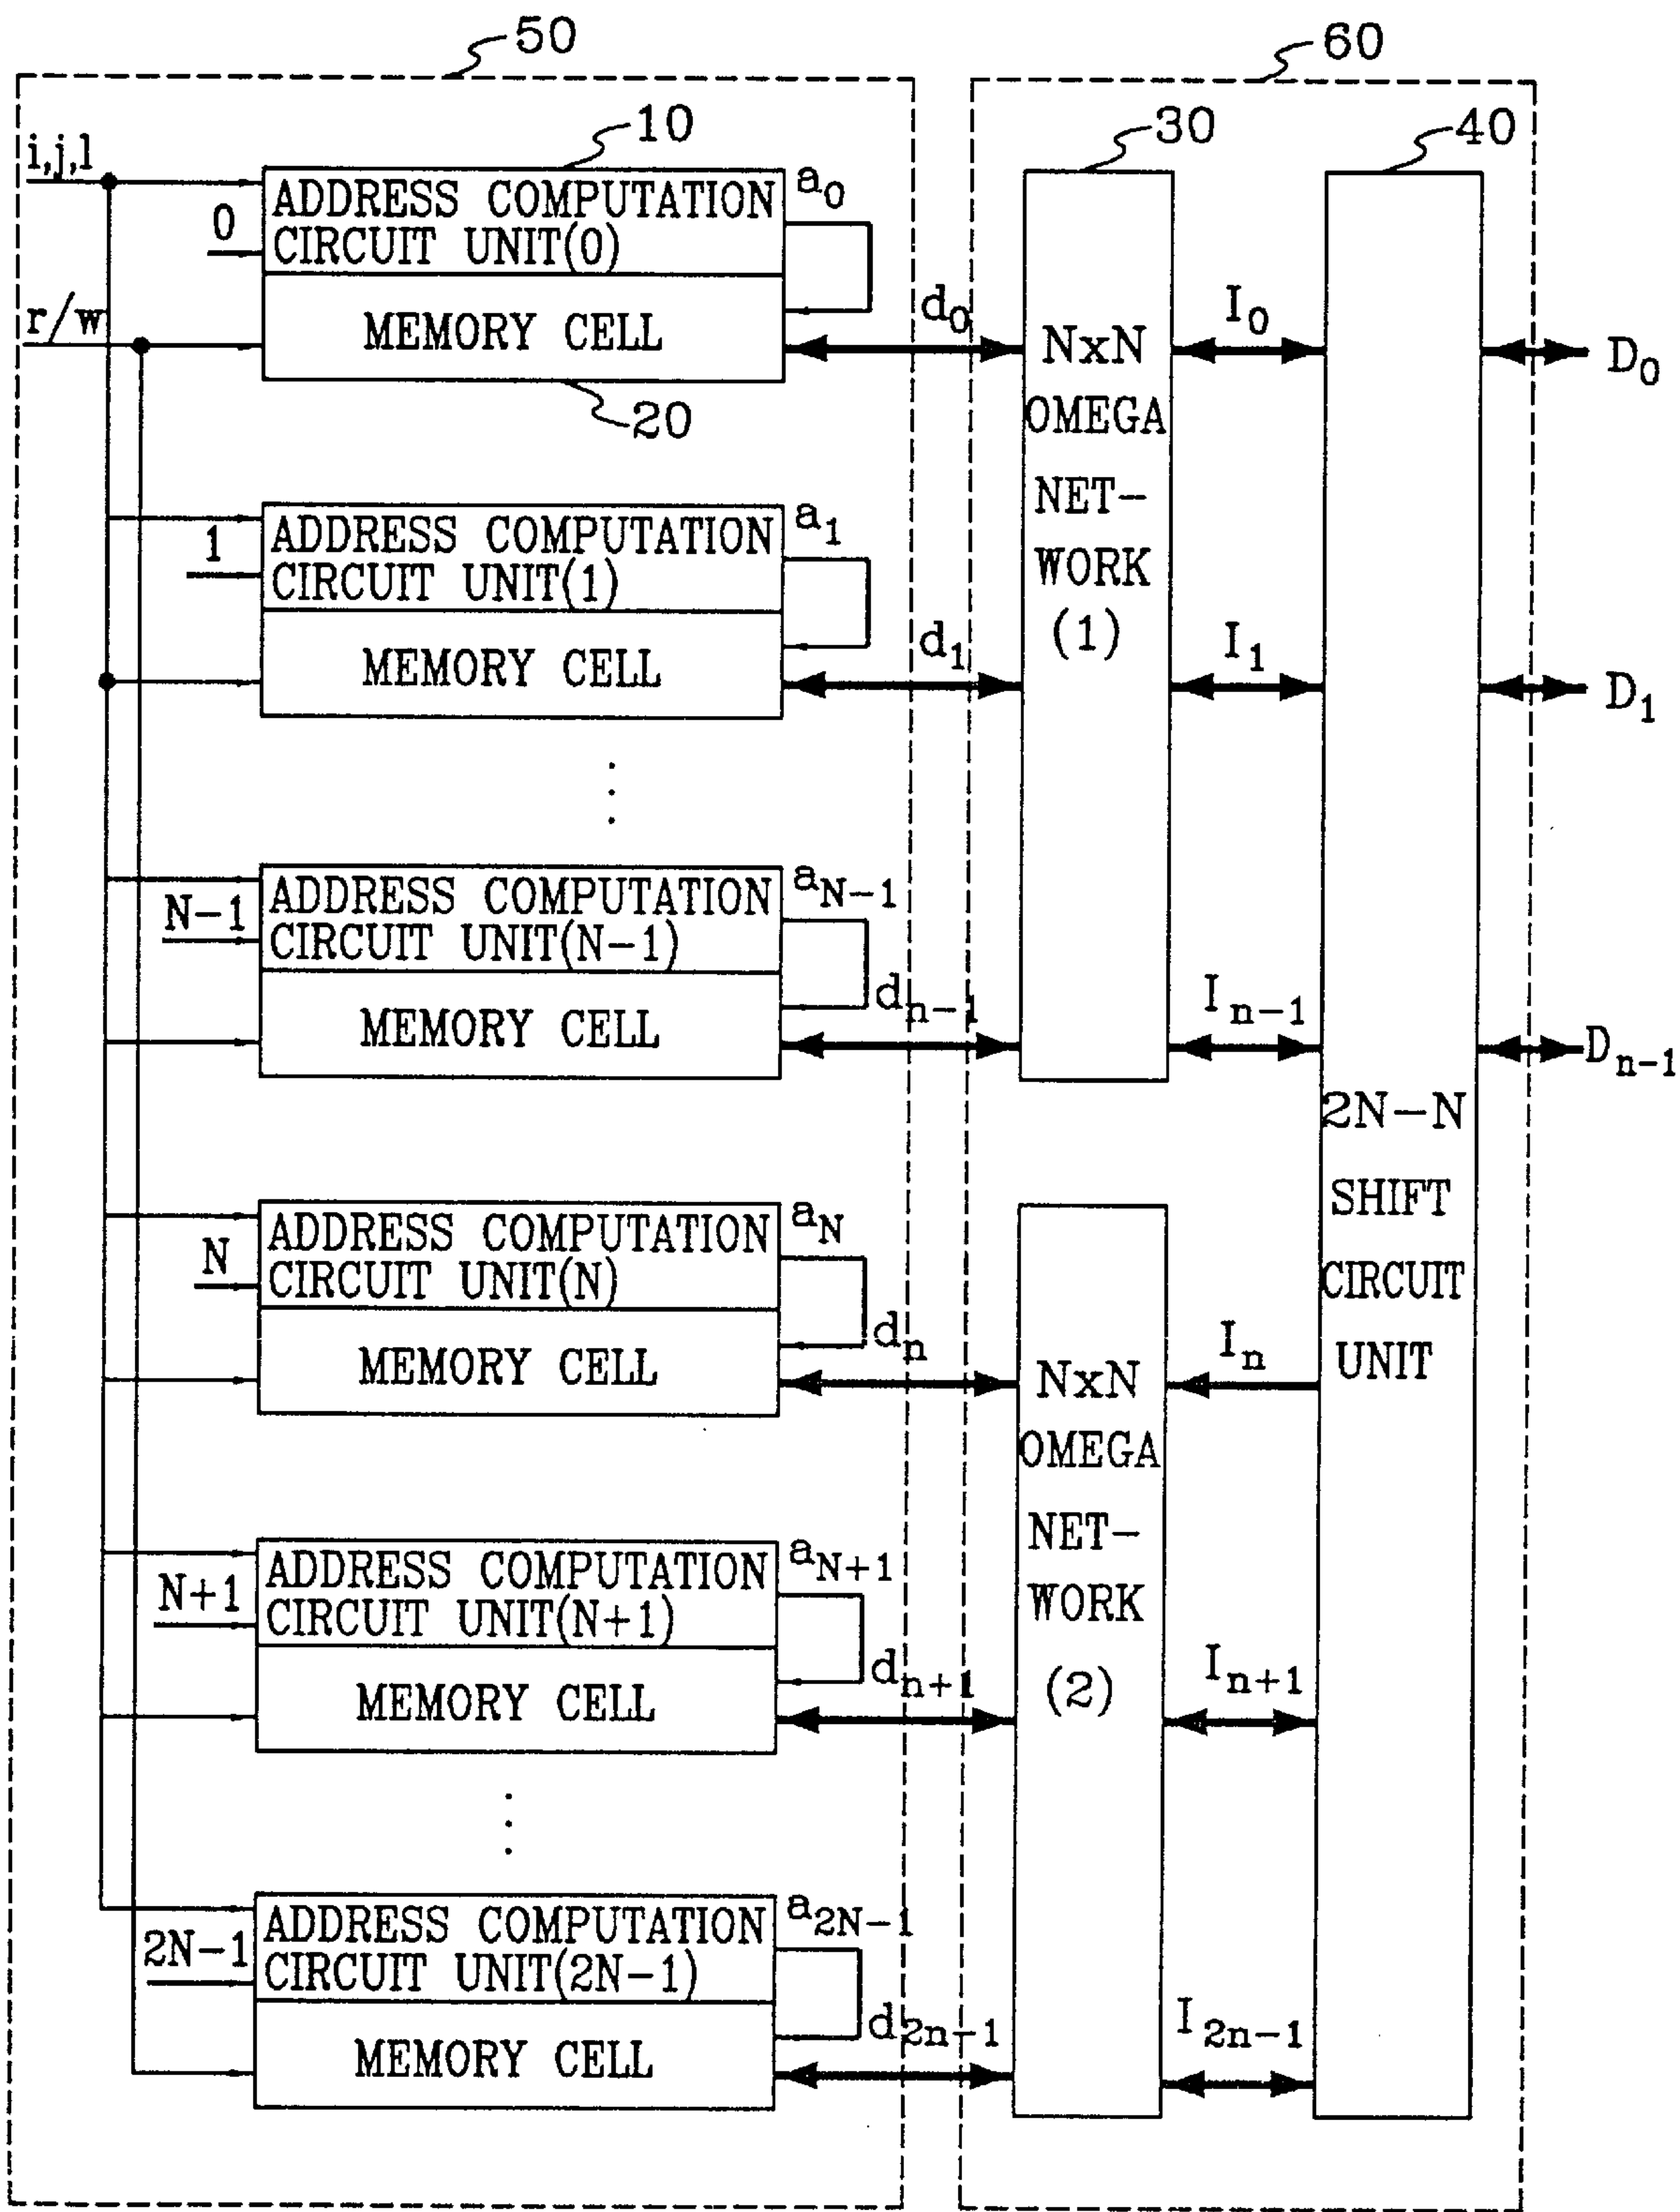 50
60
10
30
40
i,j,l
0
ADDRESS COMPUTATION
CIRCUIT UNIT(0)
a0
r/w
MEMORY CELL
d0
20
NxN
OMEGA
NET-
WORK
(1)
I0
D0
1
ADDRESS COMPUTATION
CIRCUIT UNIT(1)
a1
MEMORY CELL
d1
I1
D1
N-1
ADDRESS COMPUTATION
CIRCUIT UNIT(N-1)
aN-1
MEMORY CELL
dn-1
In-1
Dn-1
2N-N
SHIFT
CIRCUIT
UNIT
N
ADDRESS COMPUTATION
CIRCUIT UNIT(N)
aN
MEMORY CELL
dn
NxN
OMEGA
NET-
WORK
(2)
In
N+1
ADDRESS COMPUTATION
CIRCUIT UNIT(N+1)
aN+1
MEMORY CELL
dn+1
In+1
2N-1
ADDRESS COMPUTATION
CIRCUIT UNIT(2N-1)
a2N-1
MEMORY CELL
d2n-1
I2n-1